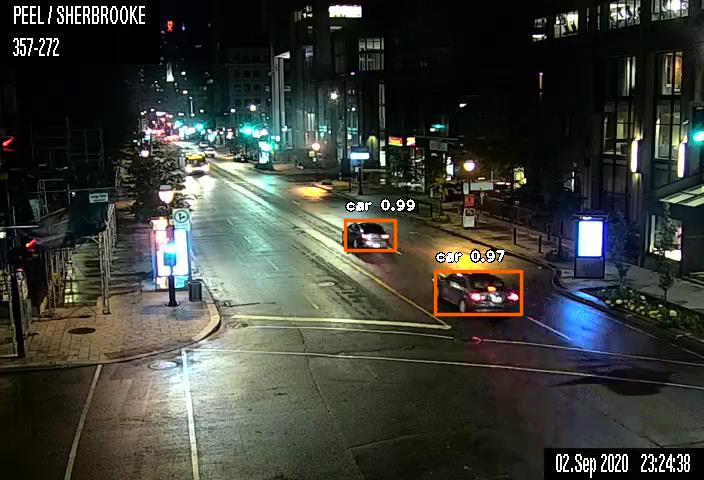 PEEL / SHERBROOKE
357-272
car 0.99
car 0.97
02.Sep 2020 23:24:38